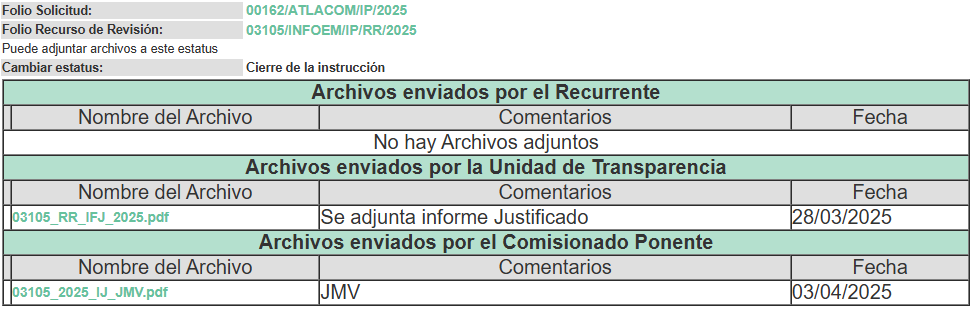 Folio Solicitud: 00162/ATLACOM/IP/2025
Folio Recurso de Revisión: 03105/INFOEM/IP/RR/2025
Puede adjuntar archivos a este estatus
Cambiar estatus: Cierre de la instrucción
Archivos enviados por el Recurrente
Nombre del Archivo Comentarios Fecha
No hay Archivos adjuntos
Archivos enviados por la Unidad de Transparencia
Nombre del Archivo Comentarios Fecha
03105_RR_IFJ_2025.pdf Se adjunta informe Justificado 28/03/2025
Archivos enviados por el Comisionado Ponente
Nombre del Archivo Comentarios Fecha
03105_2025_IJ_JMV.pdf JMV 03/04/2025